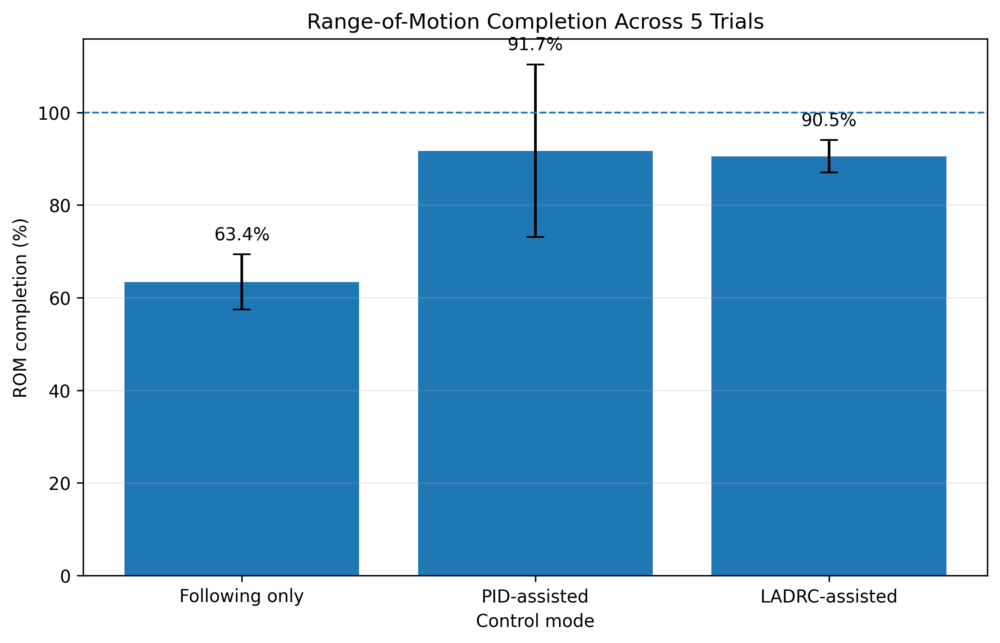 Range-of-Motion Completion Across 5 Trials
91.7%
100
90.5%
80
63.4%
60
ROM completion (%)
40
20
0
Following only
PID-assisted
LADRC-assisted
Control mode